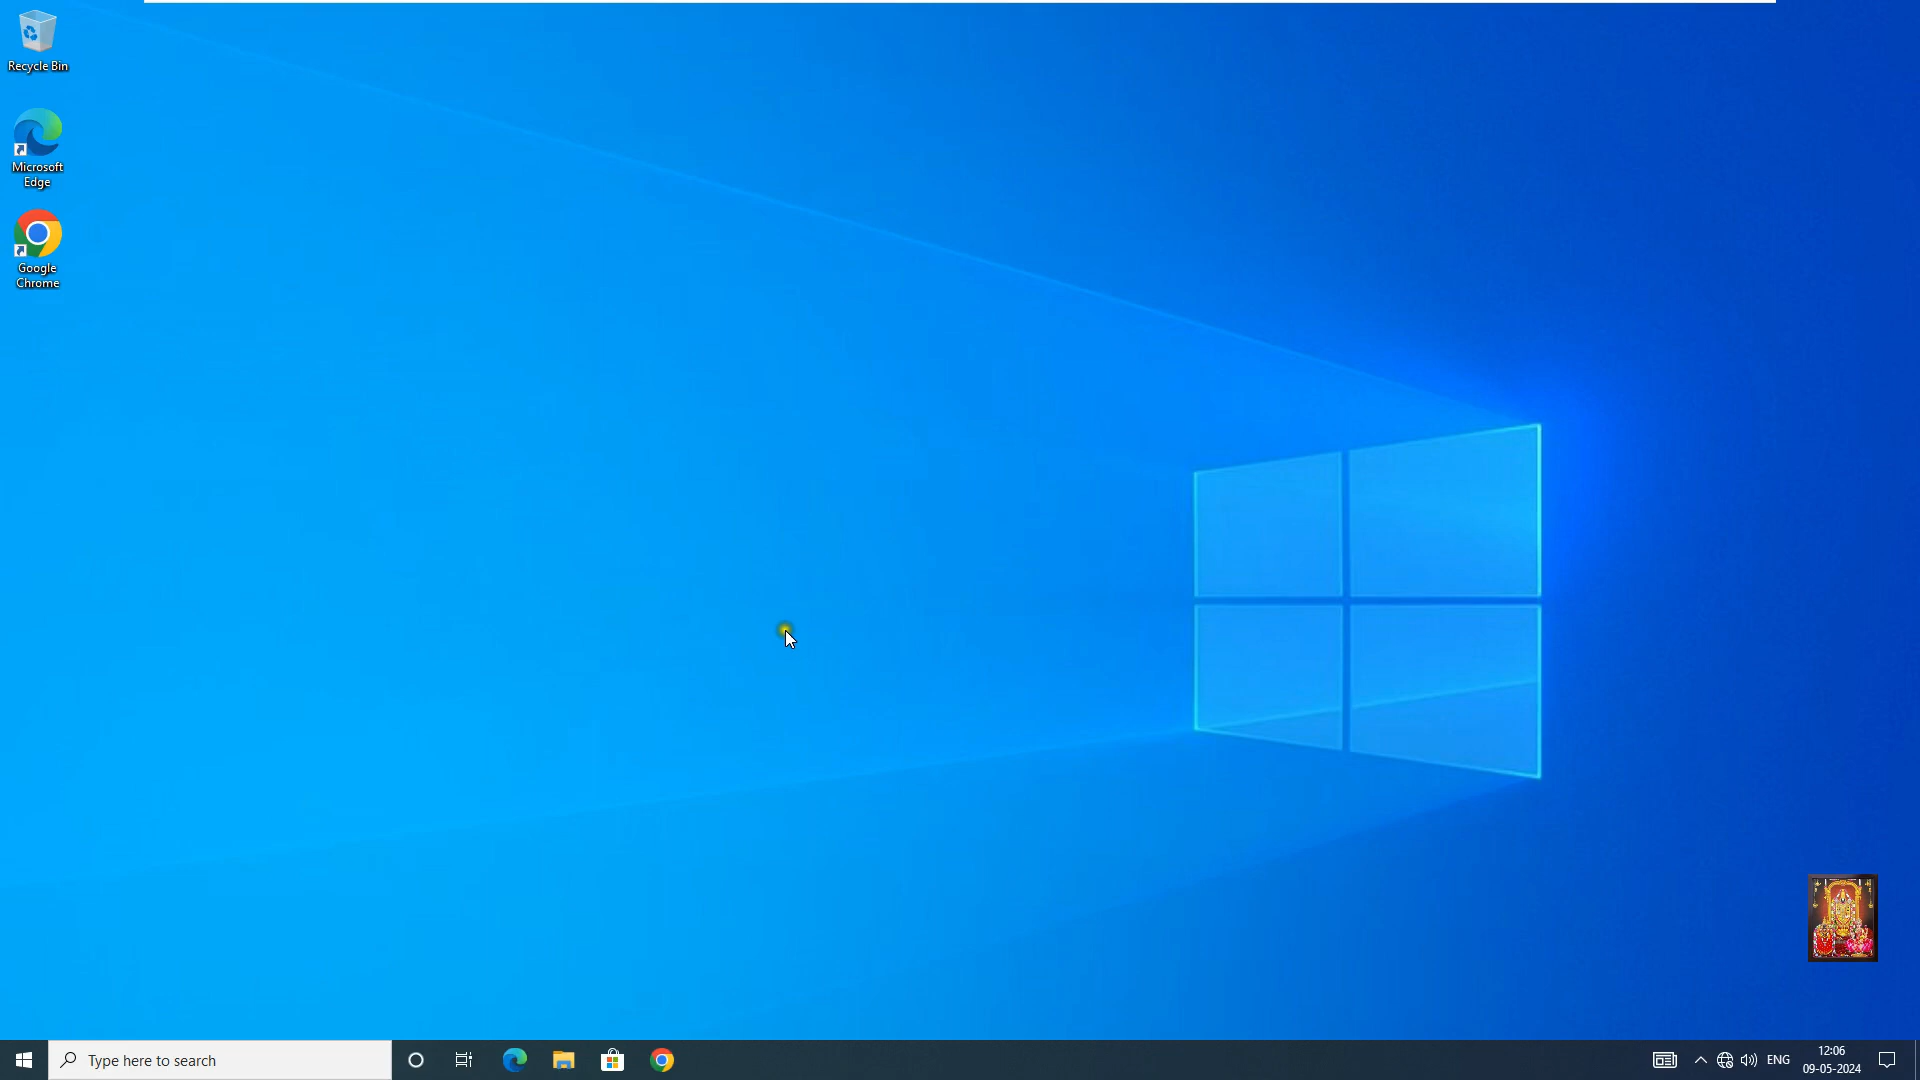 Recycle Bin
Microsoft
Edge
Google
Chrome
Type here to search
ENG
12:06
09-05-2024